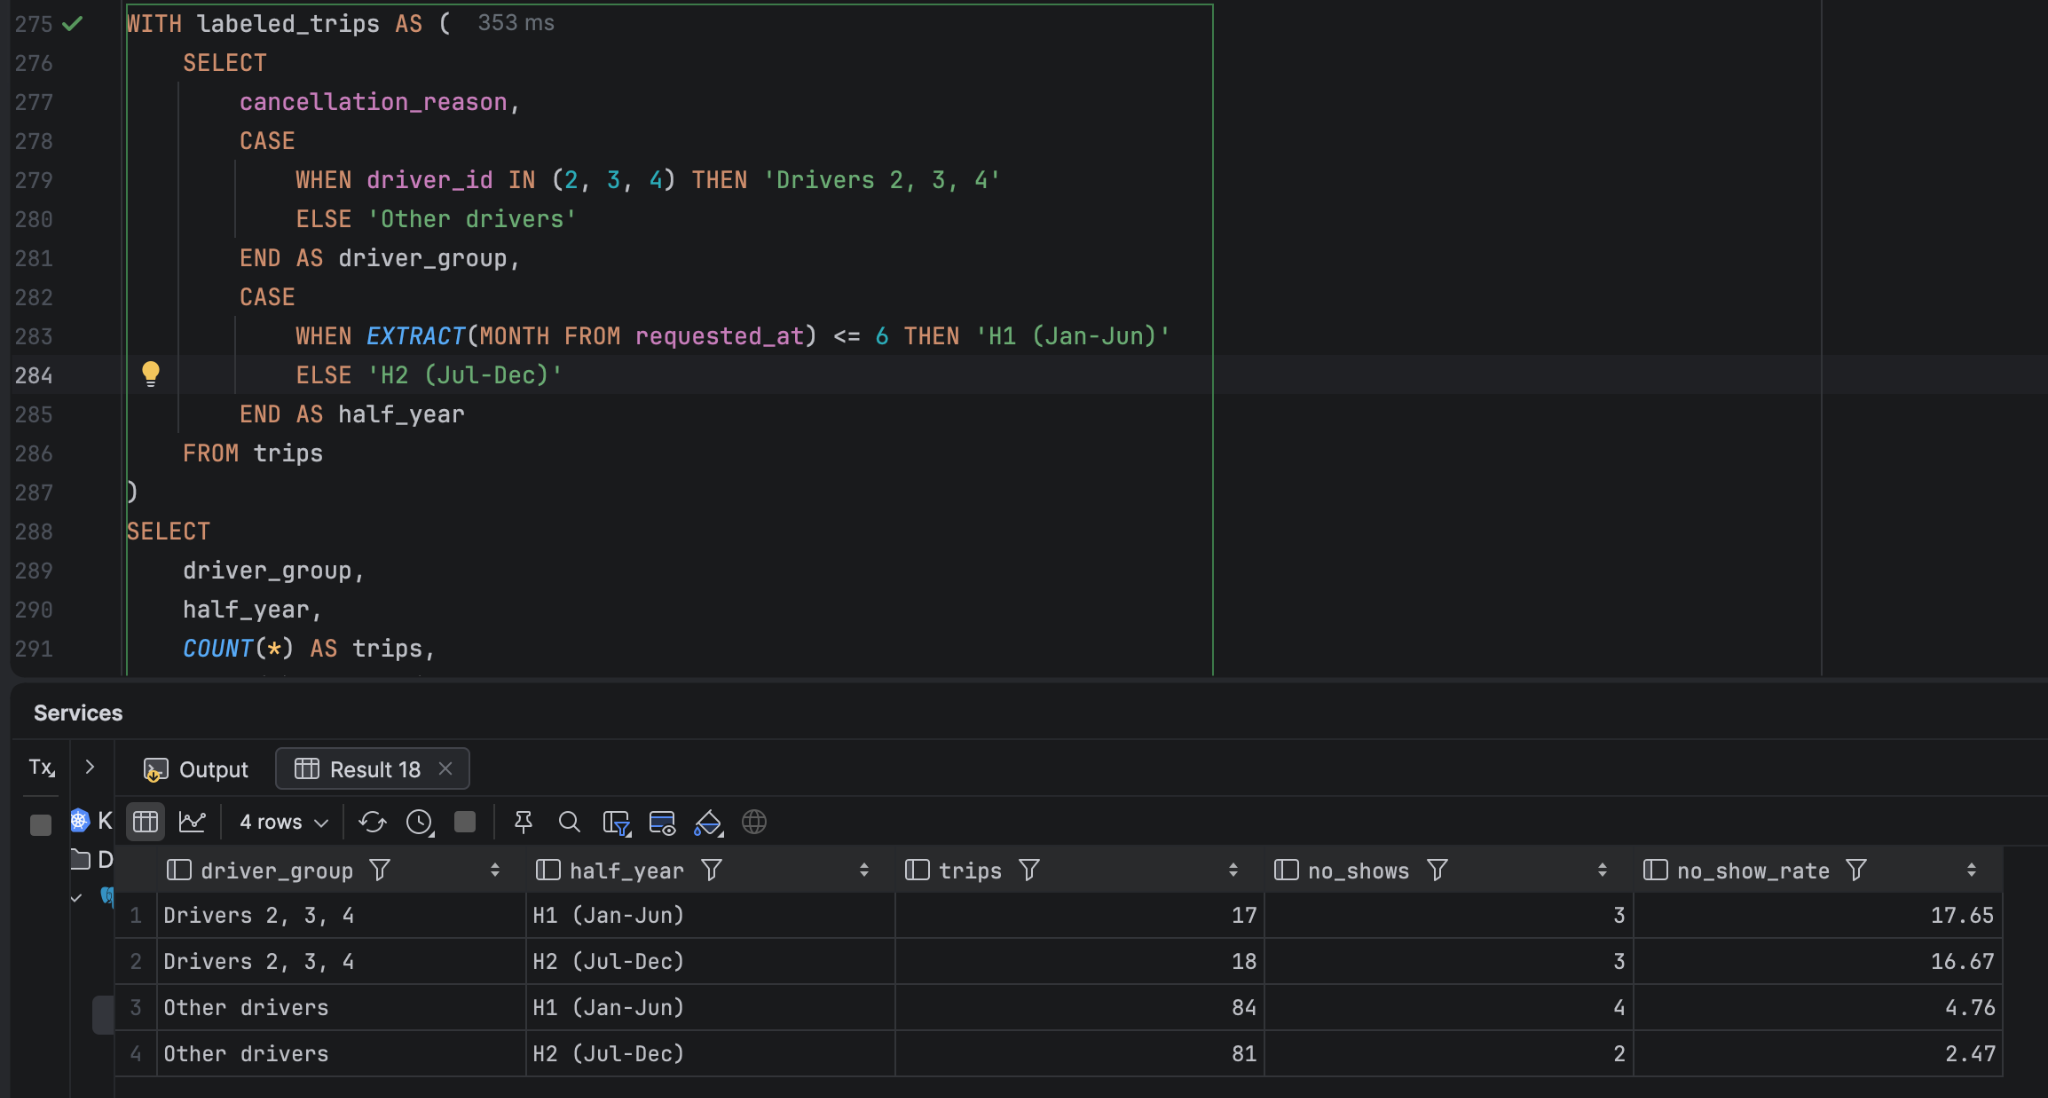 275 WITH labeled_trips AS ( 353 ms
276 SELECT
277 cancellation_reason,
278 CASE
279 WHEN driver_id IN (2, 3, 4) THEN 'Drivers 2, 3, 4'
280 ELSE 'Other drivers'
281 END AS driver_group,
282 CASE
283 WHEN EXTRACT(MONTH FROM requested_at) <= 6 THEN 'H1 (Jan-Jun)'
284 ELSE 'H2 (Jul-Dec)'
285 END AS half_year
286 FROM trips
287 )
288 SELECT
289 driver_group,
290 half_year,
291 COUNT(*) AS trips,
Services
Tx Output Result 18
K 4 rows
D driver_group half_year trips no_shows no_show_rate
1 Drivers 2, 3, 4 H1 (Jan-Jun) 17 3 17.65
2 Drivers 2, 3, 4 H2 (Jul-Dec) 18 3 16.67
3 Other drivers H1 (Jan-Jun) 84 4 4.76
4 Other drivers H2 (Jul-Dec) 81 2 2.47